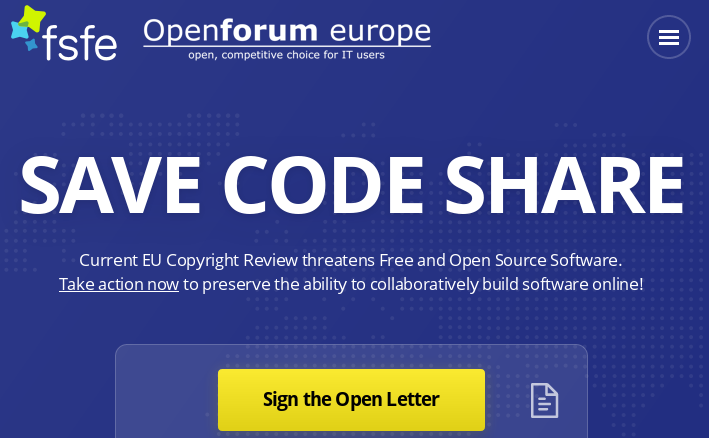 fsfe
Openforum europe
open, competitive choice for IT users
SAVE CODE SHARE
Current EU Copyright Review threatens Free and Open Source Software.
Take action now to preserve the ability to collaboratively build software online!
Sign the Open Letter